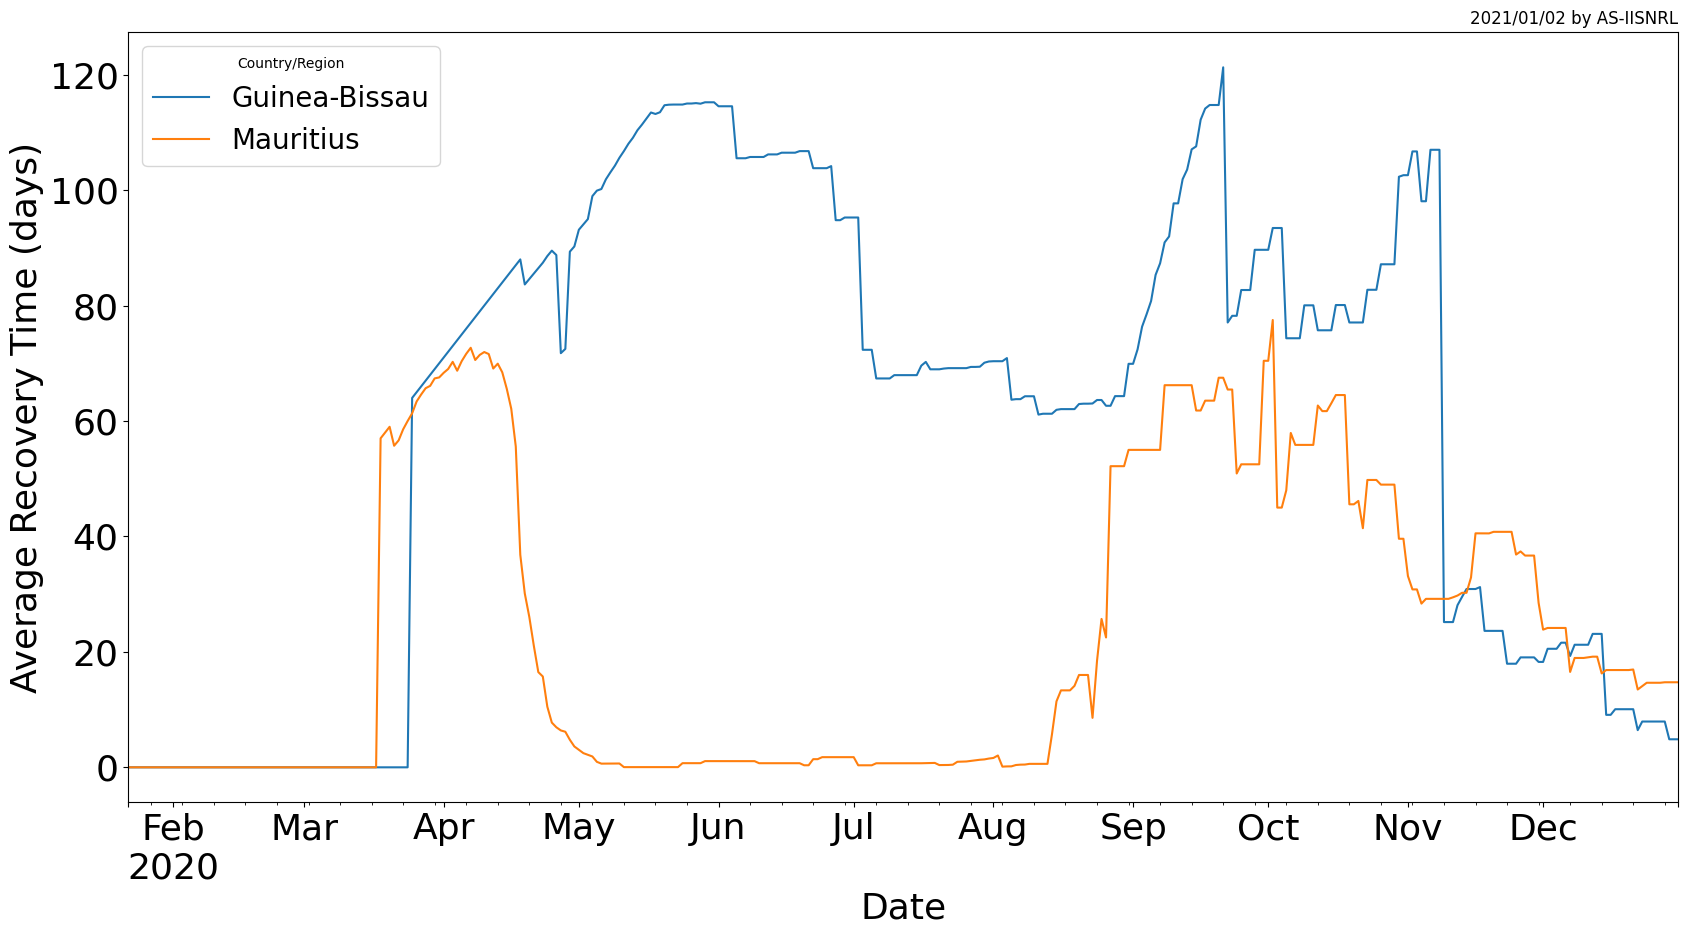 2021/01/02 by AS-IISNRL
Country/Region
Guinea-Bissau
Mauritius
Average Recovery Time (days)
120
100
80
60
40
20
0
Feb Mar Apr May Jun Jul Aug Sep Oct Nov Dec
2020
Date